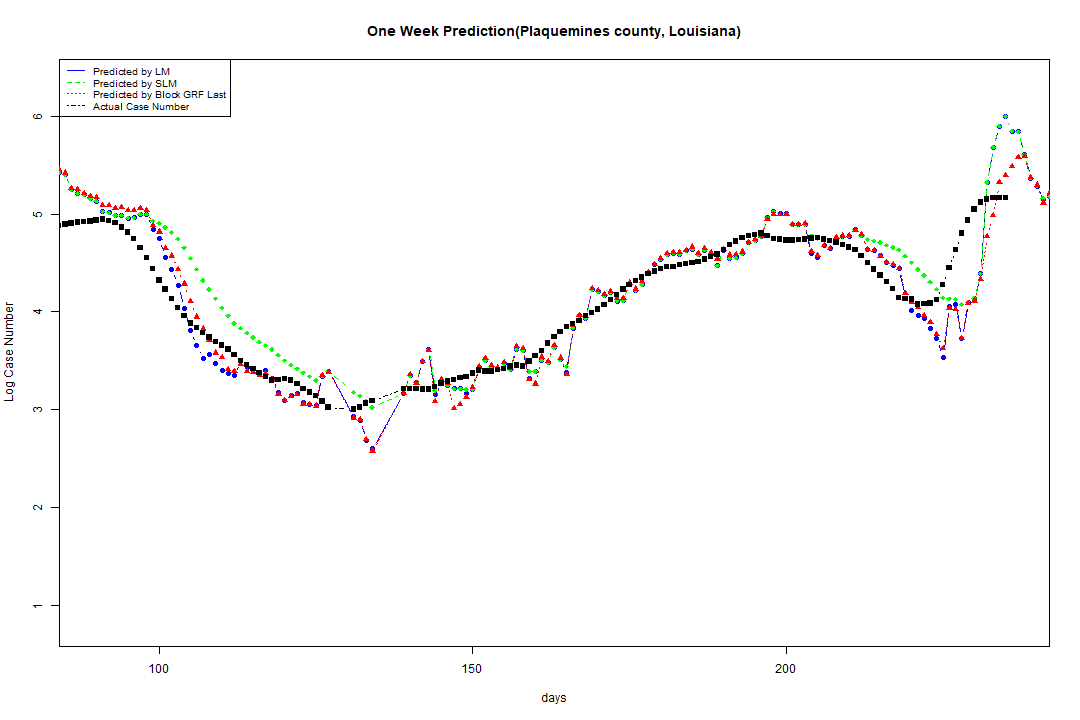 One Week Prediction(Plaquemines county, Louisiana)
Predicted by LM
Predicted by SLM
Predicted by Block GRF Last
Actual Case Number
6
5
4
3
2
1
Log Case Number
100 150 200
days